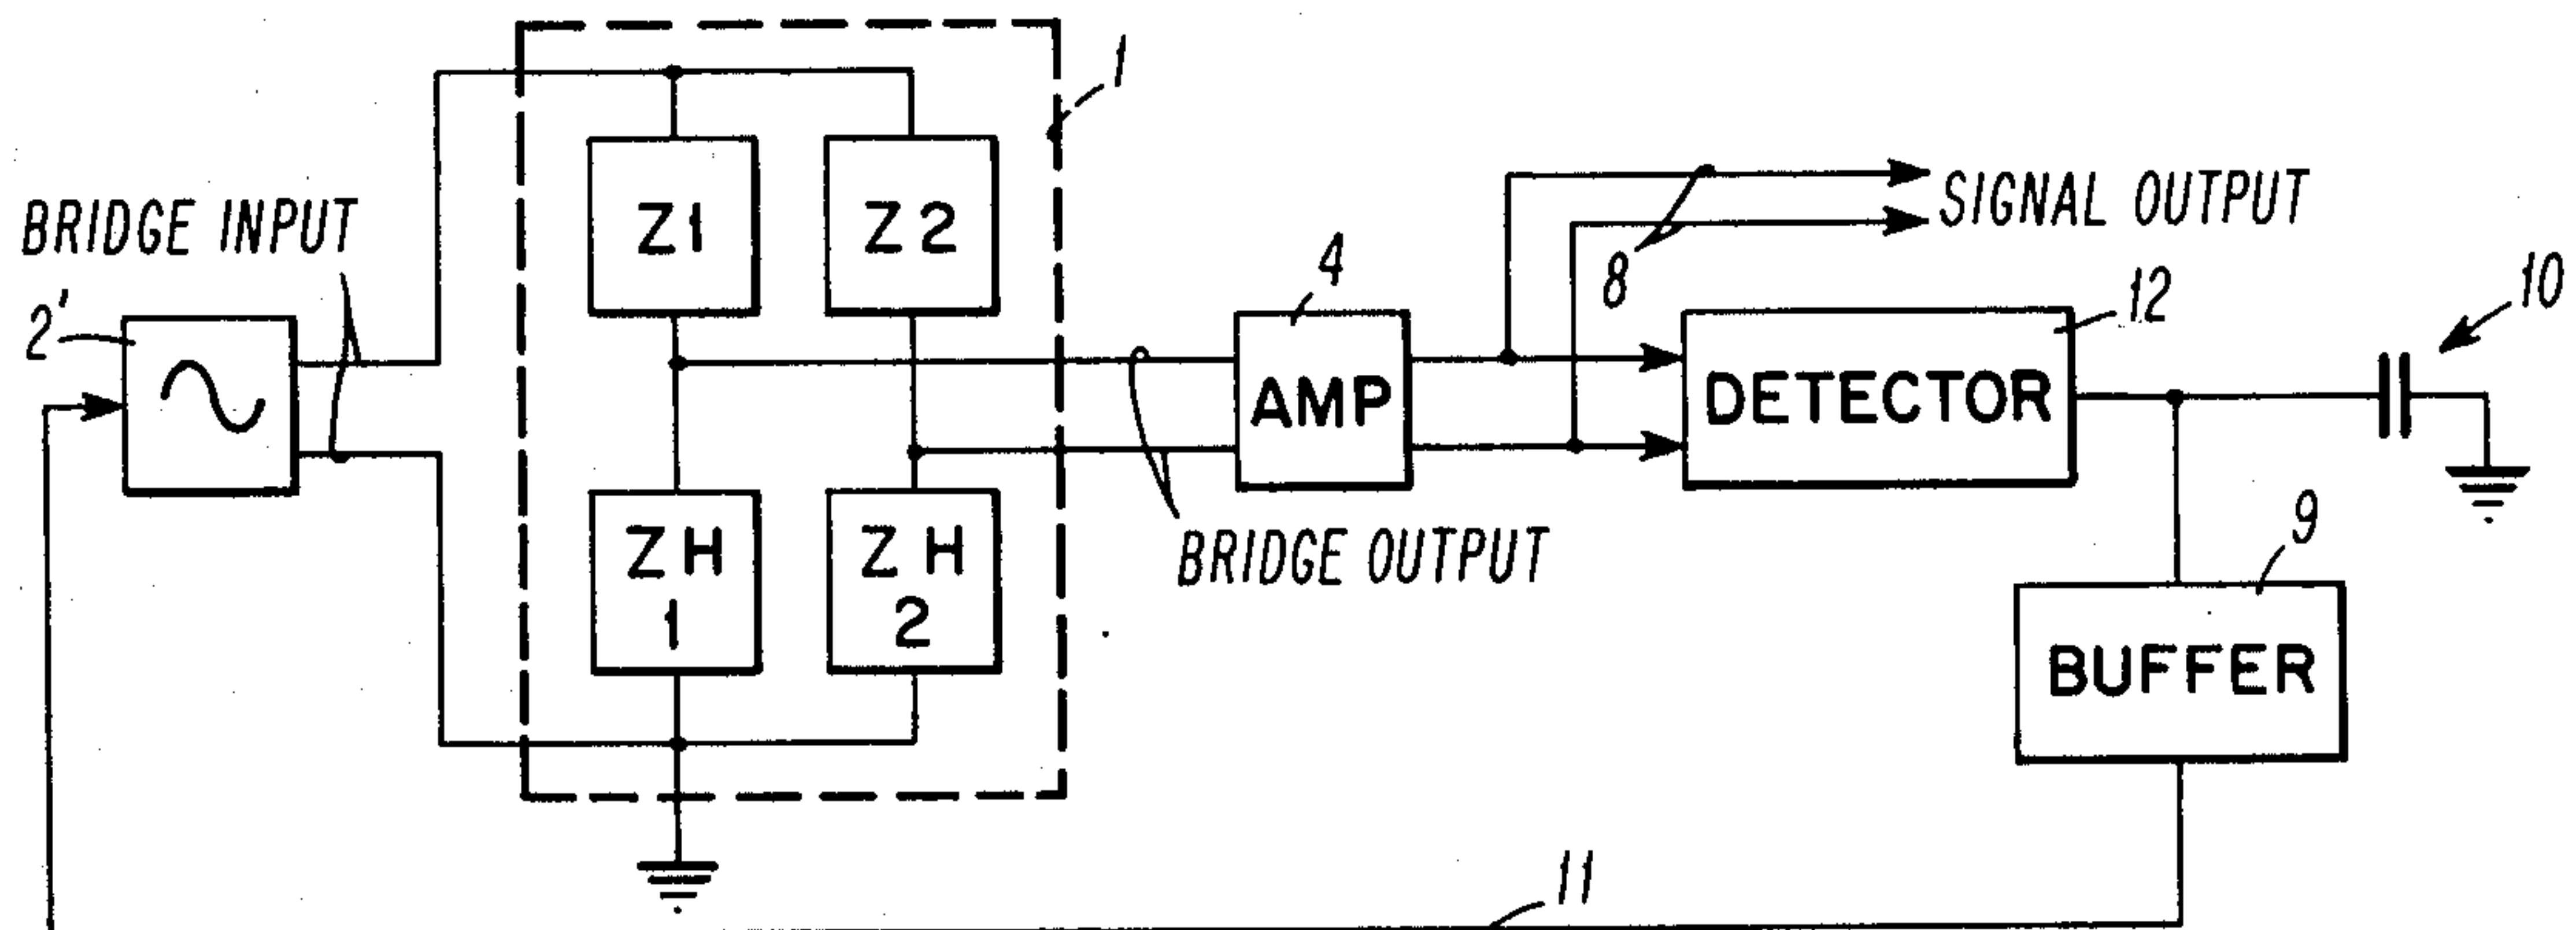 1
BRIDGE INPUT
2'
Z1
Z2
ZH
1
ZH
2
BRIDGE OUTPUT
4
AMP
8
SIGNAL OUTPUT
12
DETECTOR
10
9
BUFFER
11